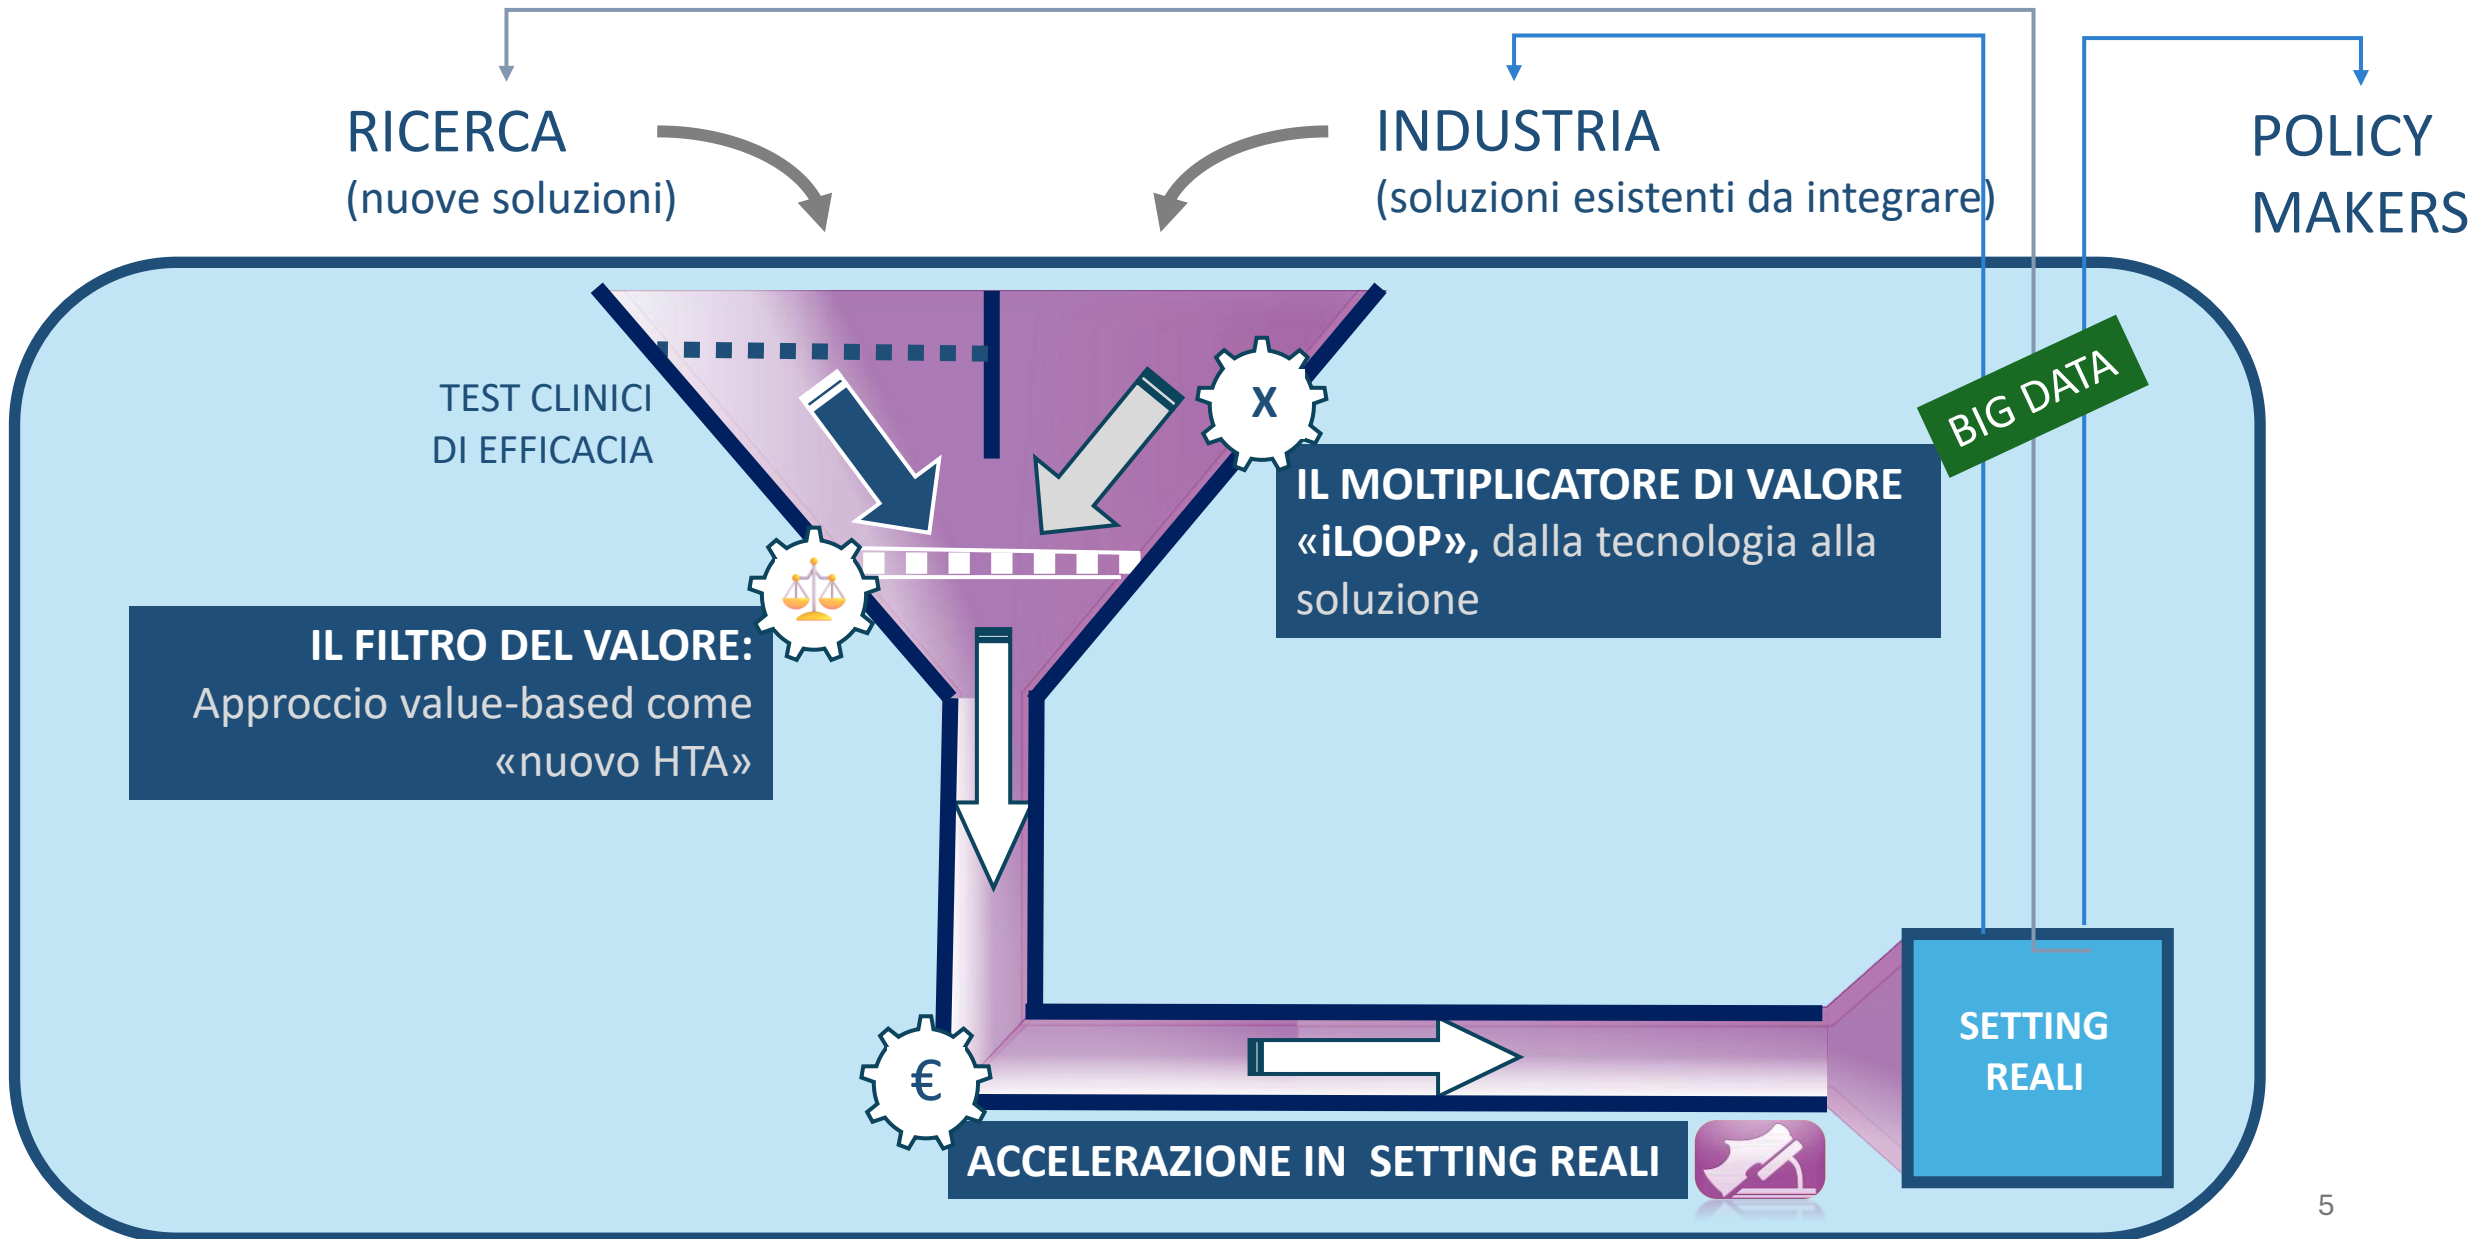 RICERCA
(nuove soluzioni)
INDUSTRIA
(soluzioni esistenti da integrare)
POLICY
MAKERS
TEST CLINICI
DI EFFICACIA
X
BIG DATA
IL MOLTIPLICATORE DI VALORE
«iLOOP», dalla tecnologia alla
soluzione
IL FILTRO DEL VALORE:
Approccio value-based come
«nuovo HTA»
SETTING
REALI
€
ACCELERAZIONE IN SETTING REALI
5